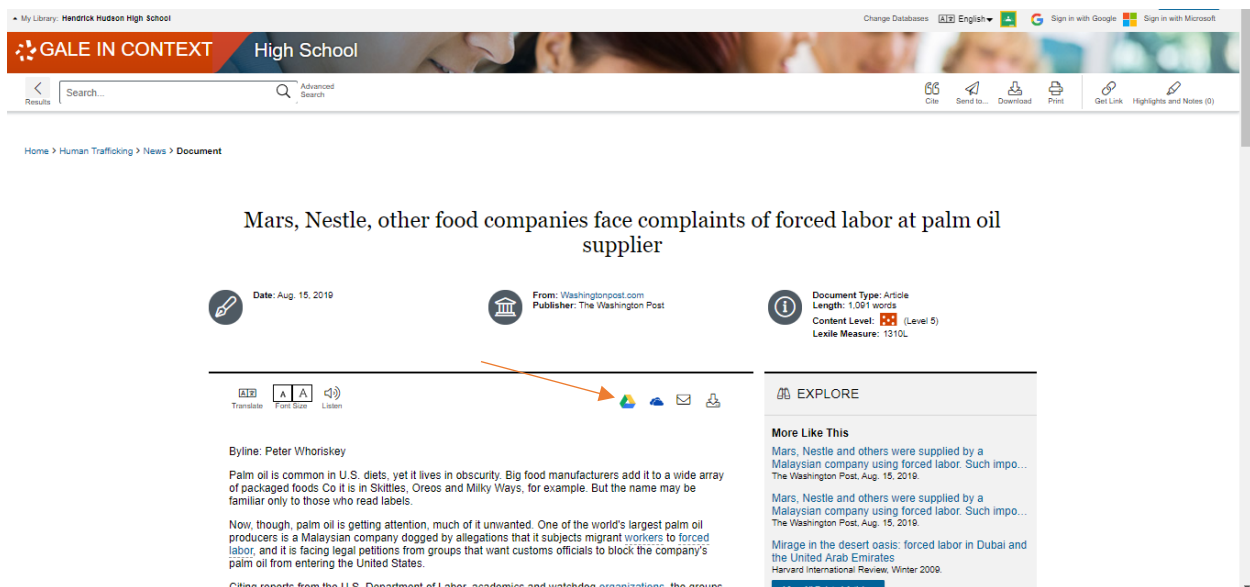 My Library: Hendrick Hudson High School
Change Databases English Sign in with Google Sign in with Microsoft
GALE IN CONTEXT High School
Results
Search...
Advanced
Search
Cite Send to... Download Print Get Link Highlights and Notes (0)
Home > Human Trafficking > News > Document
Mars, Nestle, other food companies face complaints of forced labor at palm oil
supplier
Date: Aug. 15, 2019
From: Washingtonpost.com
Publisher: The Washington Post
Document Type: Article
Length: 1,091 words
Content Level: (Level 5)
Lexile Measure: 1310L
A A
Translate Font Size Listen
Byline: Peter Whoriskey
Palm oil is common in U.S. diets, yet it lives in obscurity. Big food manufacturers add it to a wide array
of packaged foods Co it is in Skittles, Oreos and Milky Ways, for example. But the name may be
familiar only to those who read labels.
Now, though, palm oil is getting attention, much of it unwanted. One of the world's largest palm oil
producers is a Malaysian company dogged by allegations that it subjects migrant workers to forced
labor, and it is facing legal petitions from groups that want customs officials to block the company's
palm oil from entering the United States.
Citing reports from the U.S. Department of Labor, academics and watchdog organizations, the groups
EXPLORE
More Like This
Mars, Nestle and others were supplied by a
Malaysian company using forced labor. Such impo...
The Washington Post, Aug. 15, 2019.
Mars, Nestle and others were supplied by a
Malaysian company using forced labor. Such impo...
The Washington Post, Aug. 15, 2019.
Mirage in the desert oasis: forced labor in Dubai and
the United Arab Emirates
Harvard International Review, Winter 2009.